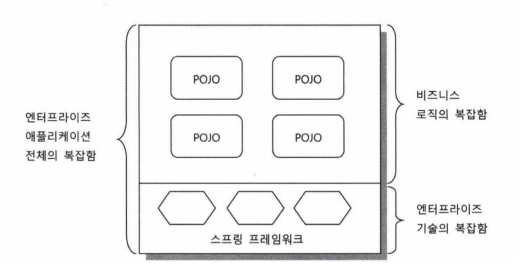 엔터프라이즈
애플리케이션
전체의 복잡함
POJO
POJO
POJO
POJO
비즈니스
로직의 복잡함
스프링 프레임워크
엔터프라이즈
기술의 복잡함